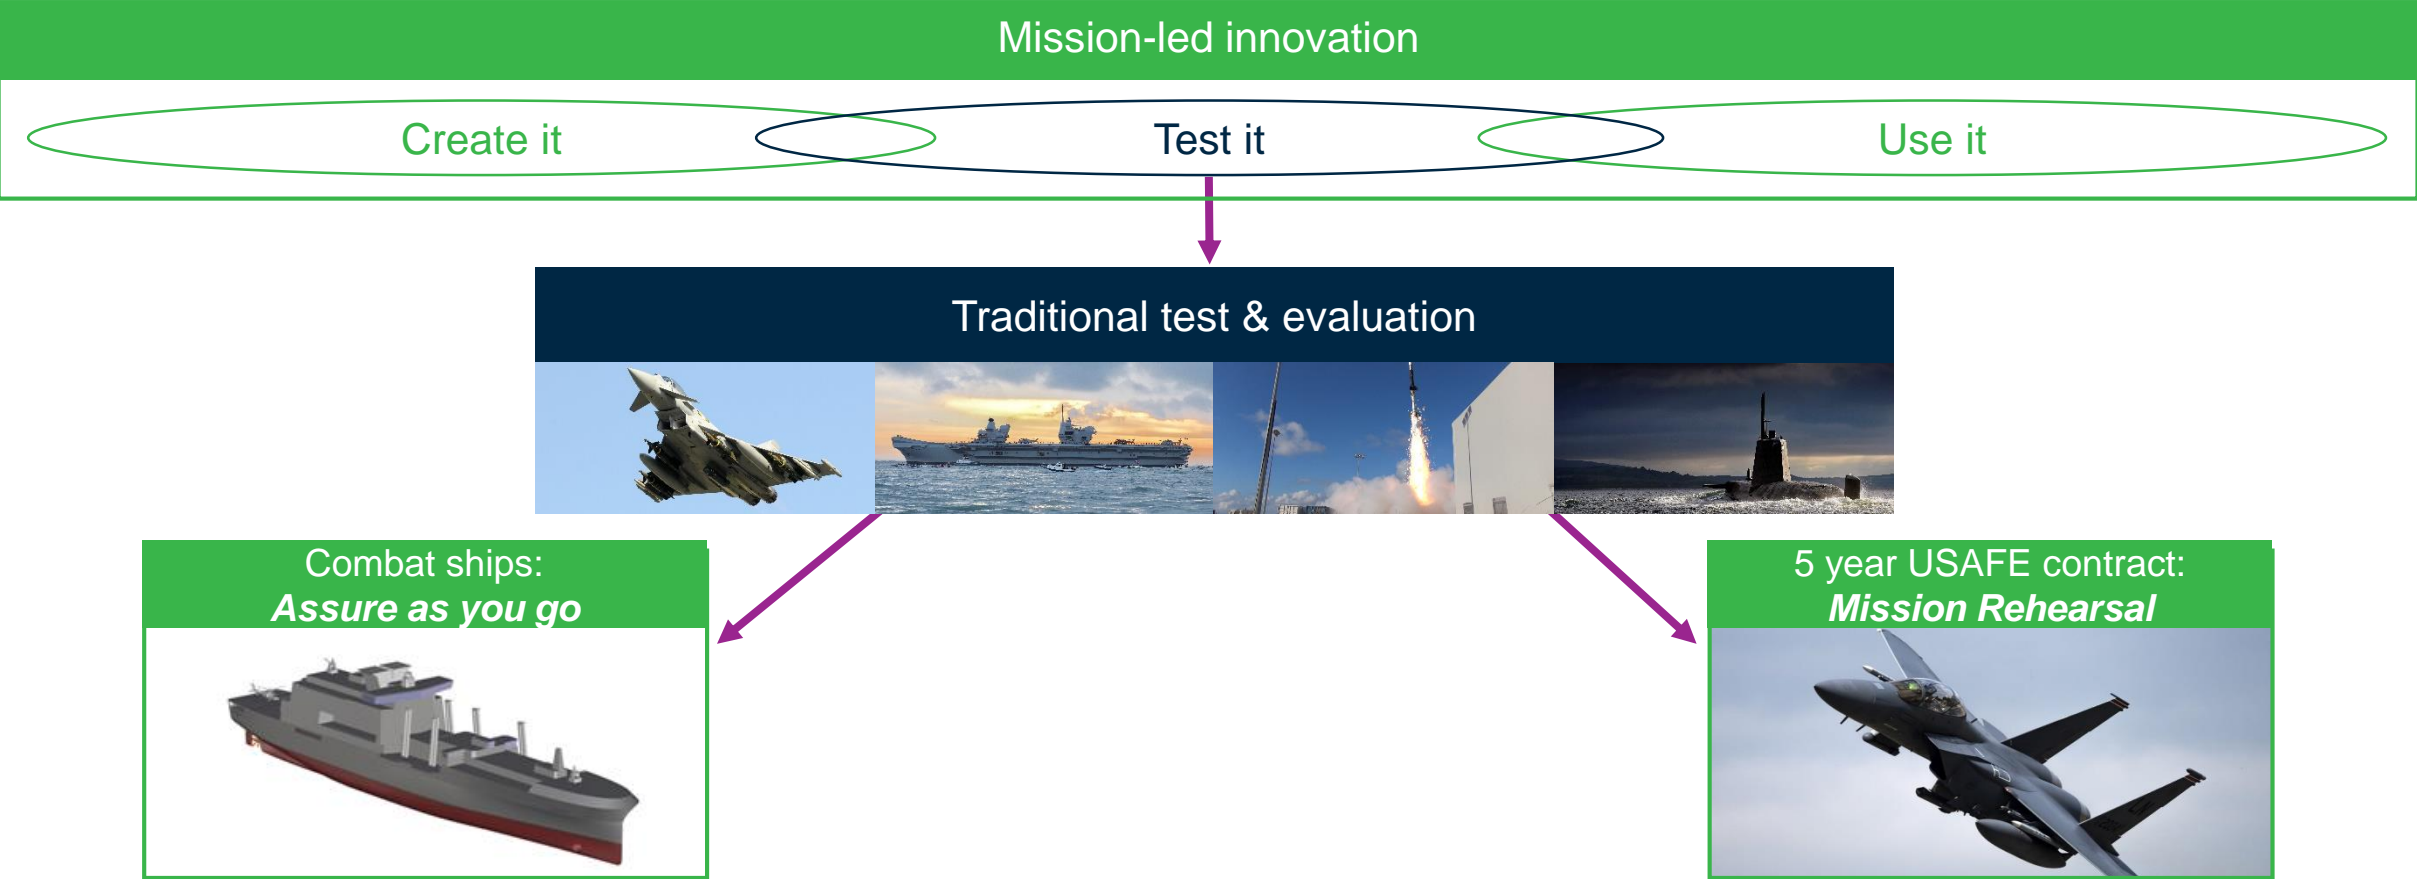 Mission-led innovation
Create it
Test it
Use it
Traditional test & evaluation
Combat ships:
Assure as you go
5 year USAFE contract:
Mission Rehearsal